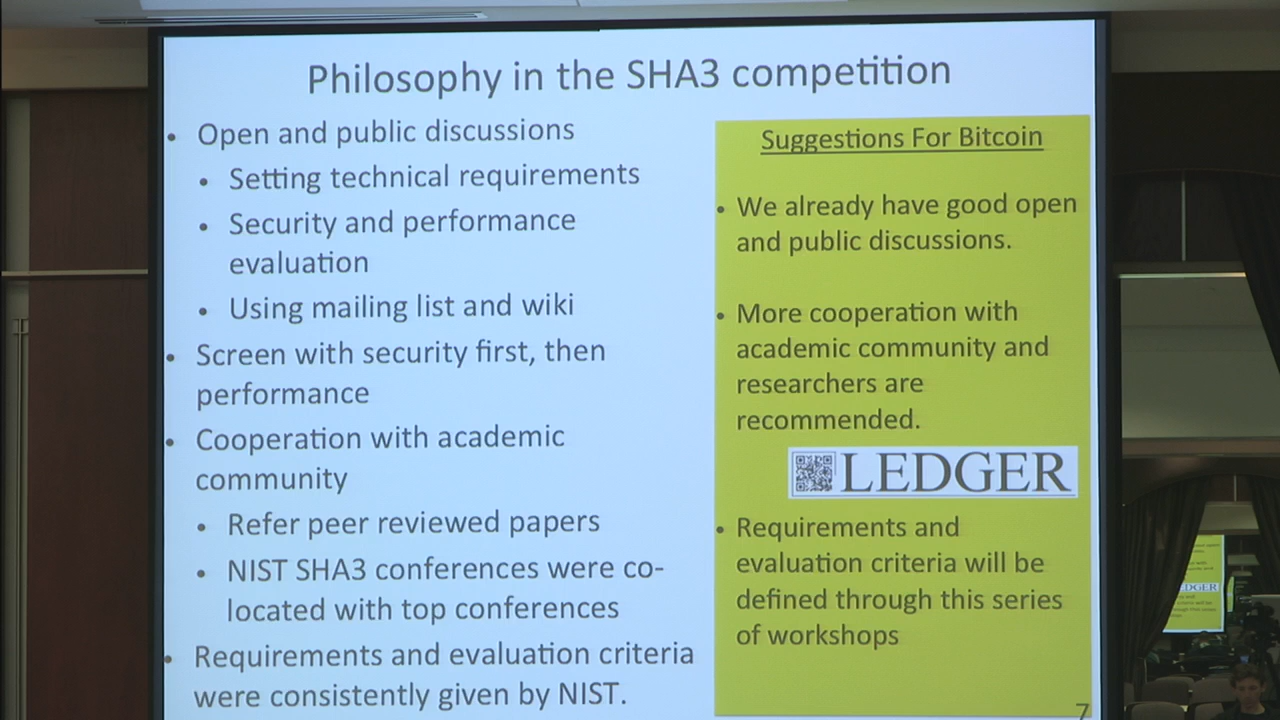 Philosophy in the SHA3 competition
• Open and public discussions
• Setting technical requirements
• Security and performance
evaluation
• Using mailing list and wiki
• Screen with security first, then
performance
• Cooperation with academic
community
• Refer peer reviewed papers
• NIST SHA3 conferences were co-
located with top conferences
• Requirements and evaluation criteria
were consistently given by NIST.
Suggestions For Bitcoin
• We already have good open
and public discussions.
• More cooperation with
academic community and
researchers are
recommended.
LEDGER
• Requirements and
evaluation criteria will be
defined through this series
of workshops
7